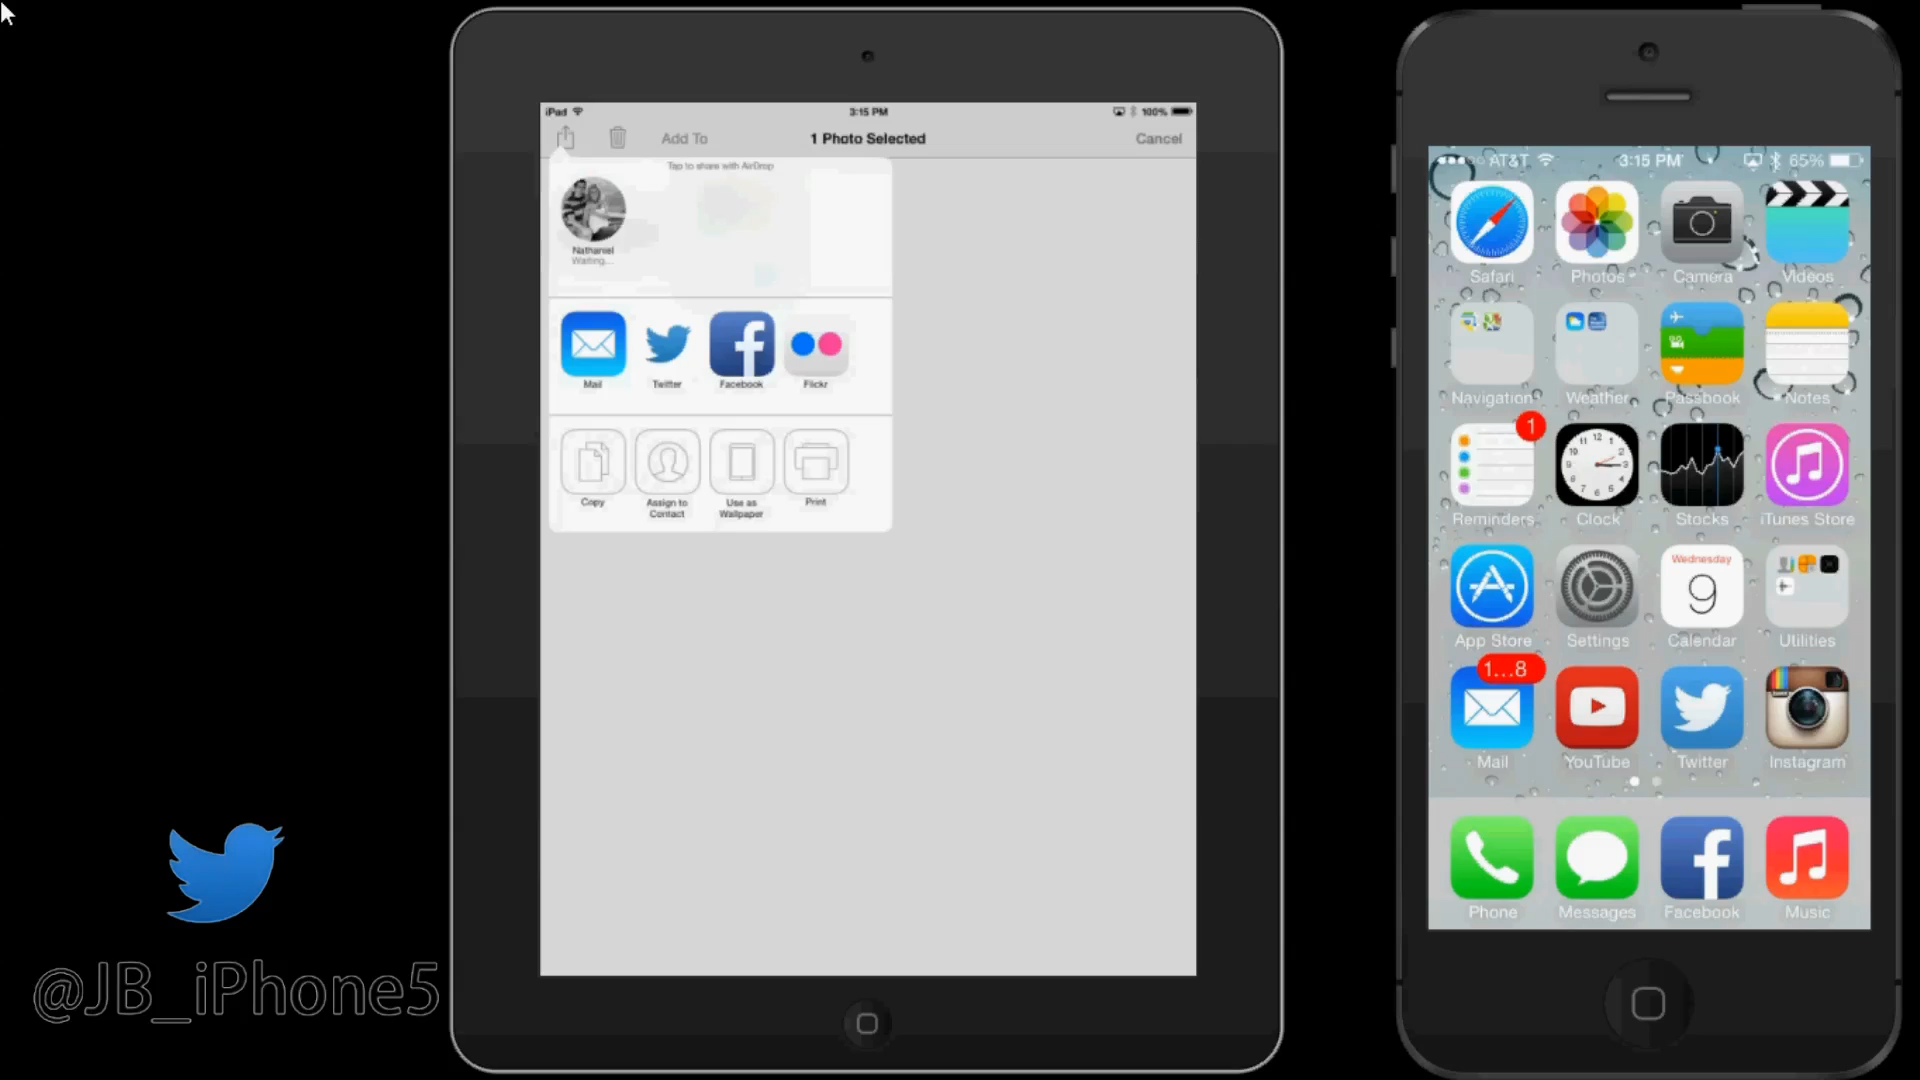 iPad 3:15 PM 100%
Add To 1 Photo Selected Cancel
Tap to share with AirDrop
Nathaniel
Waiting...
Mail Twitter Facebook Flickr
Copy Assign to Contact Use as Wallpaper Print
AT&T 3:15 PM 65%
Safari Photos Camera Videos
Navigation Weather Passbook Notes
1
Reminders Clock Stocks iTunes Store
Wednesday
9
App Store Settings Calendar Utilities
1...8
Mail YouTube Twitter Instagram
Phone Messages Facebook Music
@JB_iPhone5